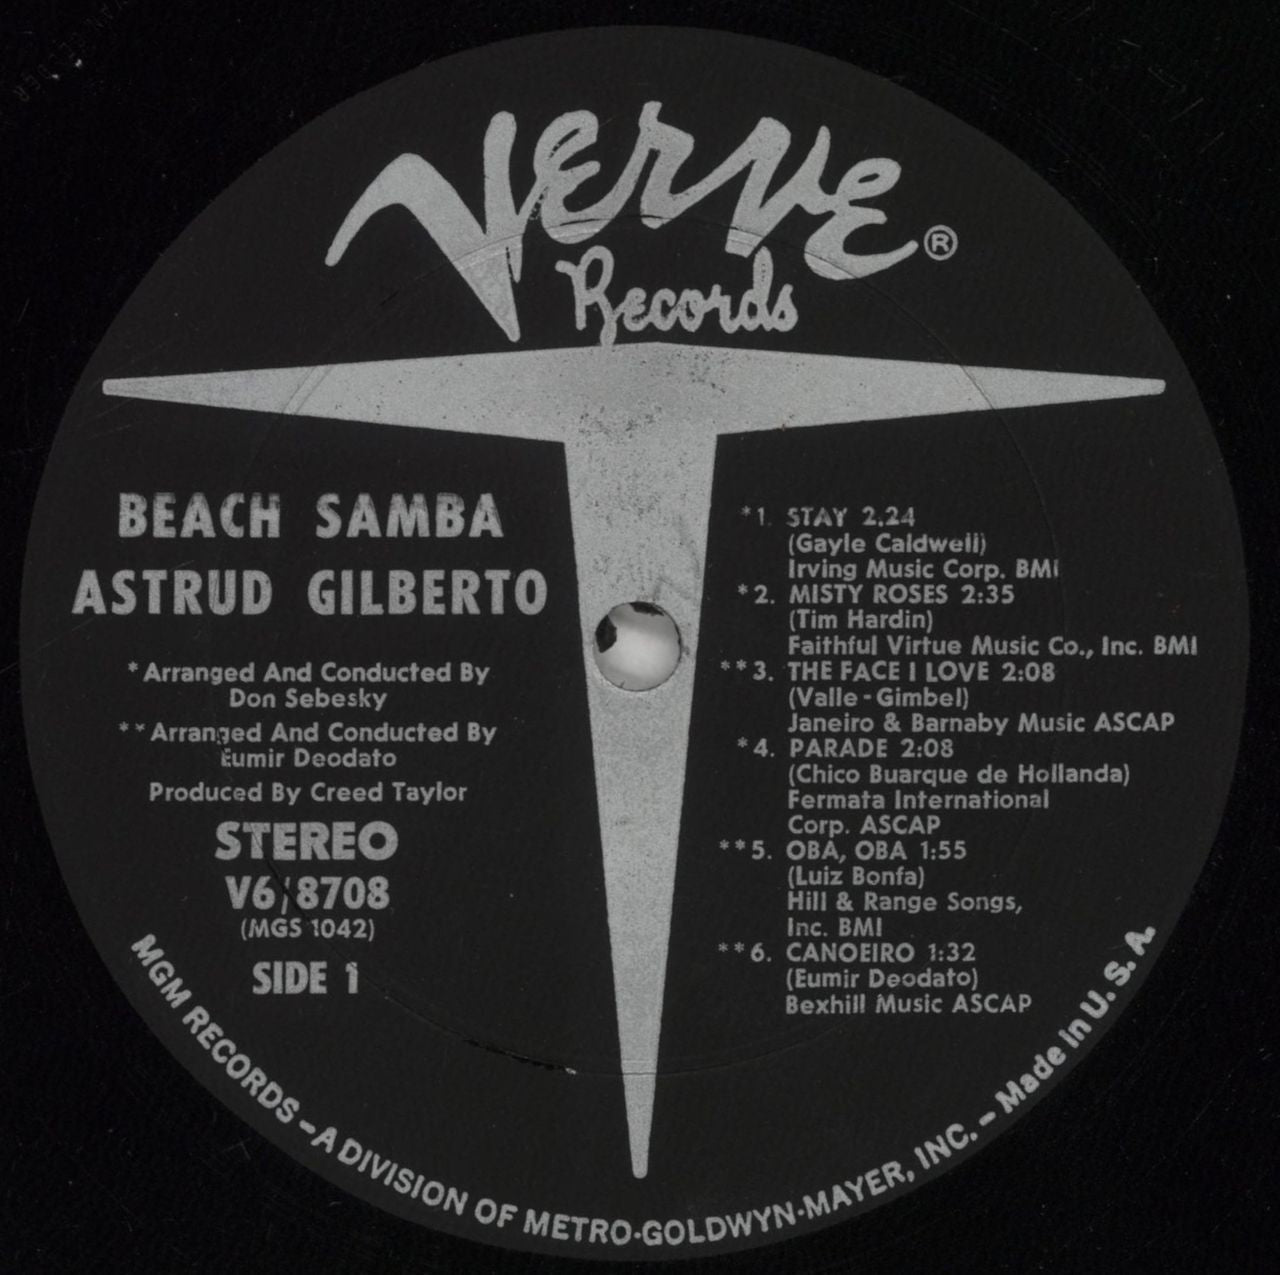 Verve ®
Records
BEACH SAMBA
ASTRUD GILBERTO
*Arranged And Conducted By
Don Sebesky
**Arranged And Conducted By
Eumir Deodato
Produced By Creed Taylor
STEREO
V6/8708
(MGS 1042)
SIDE 1
*1. STAY 2.24
(Gayle Caldwell)
Irving Music Corp. BMI
*2. MISTY ROSES 2:35
(Tim Hardin)
Faithful Virtue Music Co., Inc. BMI
**3. THE FACE I LOVE 2:08
(Valle - Gimbel)
Janeiro & Barnaby Music ASCAP
*4. PARADE 2:08
(Chico Buarque de Hollanda)
Fermata International
Corp. ASCAP
**5. OBA, OBA 1:55
(Luiz Bonfa)
Hill & Range Songs,
Inc. BMI
**6. CANOEIRO 1:32
(Eumir Deodato)
Bexhill Music ASCAP
MGM RECORDS – A DIVISION OF METRO-GOLDWYN-MAYER, INC. – Made in U. S. A.